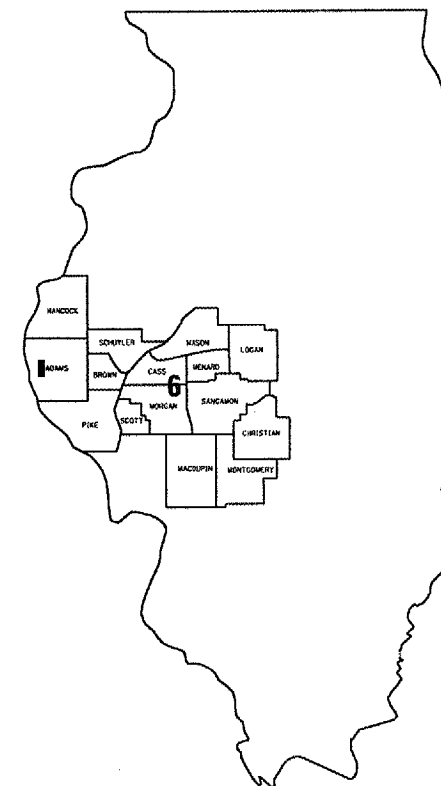 HANCOCK
SCHUYLER
MASON
LOGAN
ADAMS
BROWN
CASS
MENARD
6
MORGAN
SANGAMON
PIKE
SCOTT
CHRISTIAN
MACOUPIN
MONTGOMERY